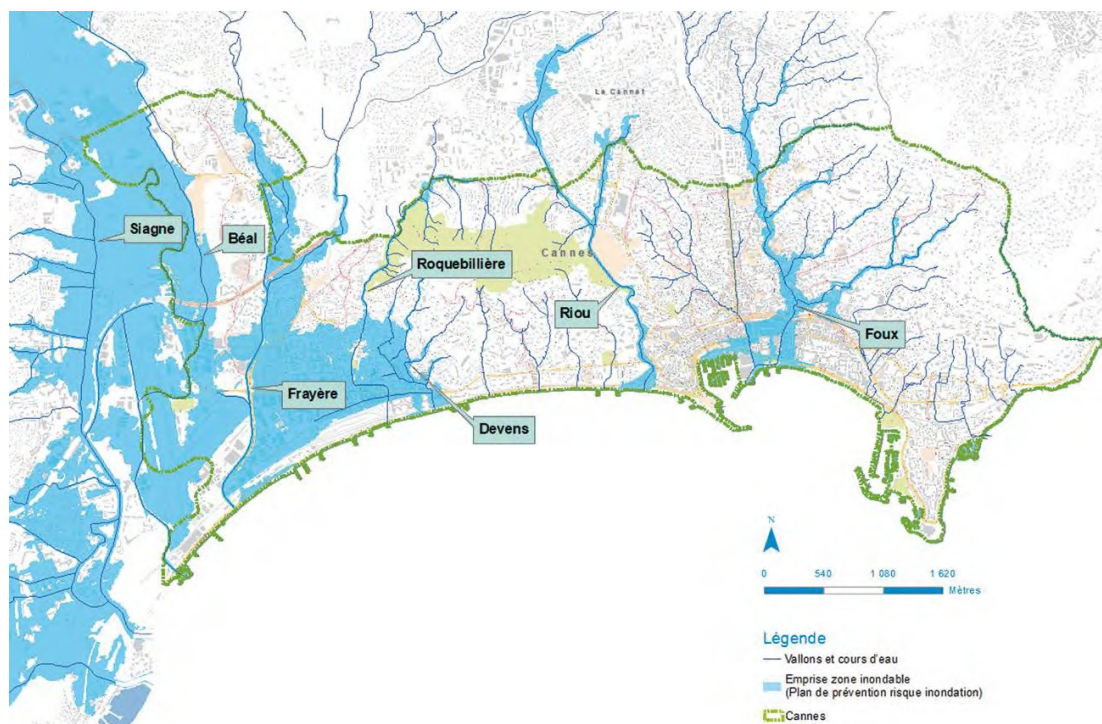 Le Cannet
Siagne
Béal
Cannes
Roquebillière
Riou
Foux
Frayère
Devens
N
0 540 1 080 1 620
Mètres
Légende
Vallons et cours d'eau
Emprise zone inondable
(Plan de prévention risque inondation)
Cannes